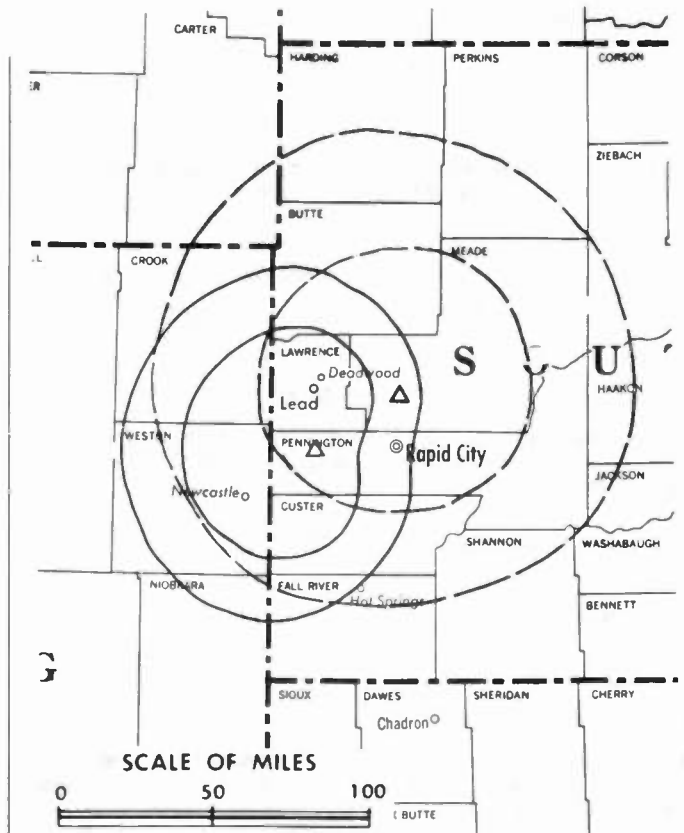 CARTER
HARDING
PERKINS
CORSON
ZIEBACH
BUTTE
CROOK
MEADE
LAWRENCE
Deadwood
S
U
Lead
HAAKON
WESTON
PENNINGTON
Rapid City
Newcastle
CUSTER
JACKSON
SHANNON
WASHABAUGH
NIOBRARA
FALL RIVER
Hot Springs
BENNETT
G
SIOUX
DAWES
SHERIDAN
CHERRY
Chadron
SCALE OF MILES
0 50 100
BUTTE